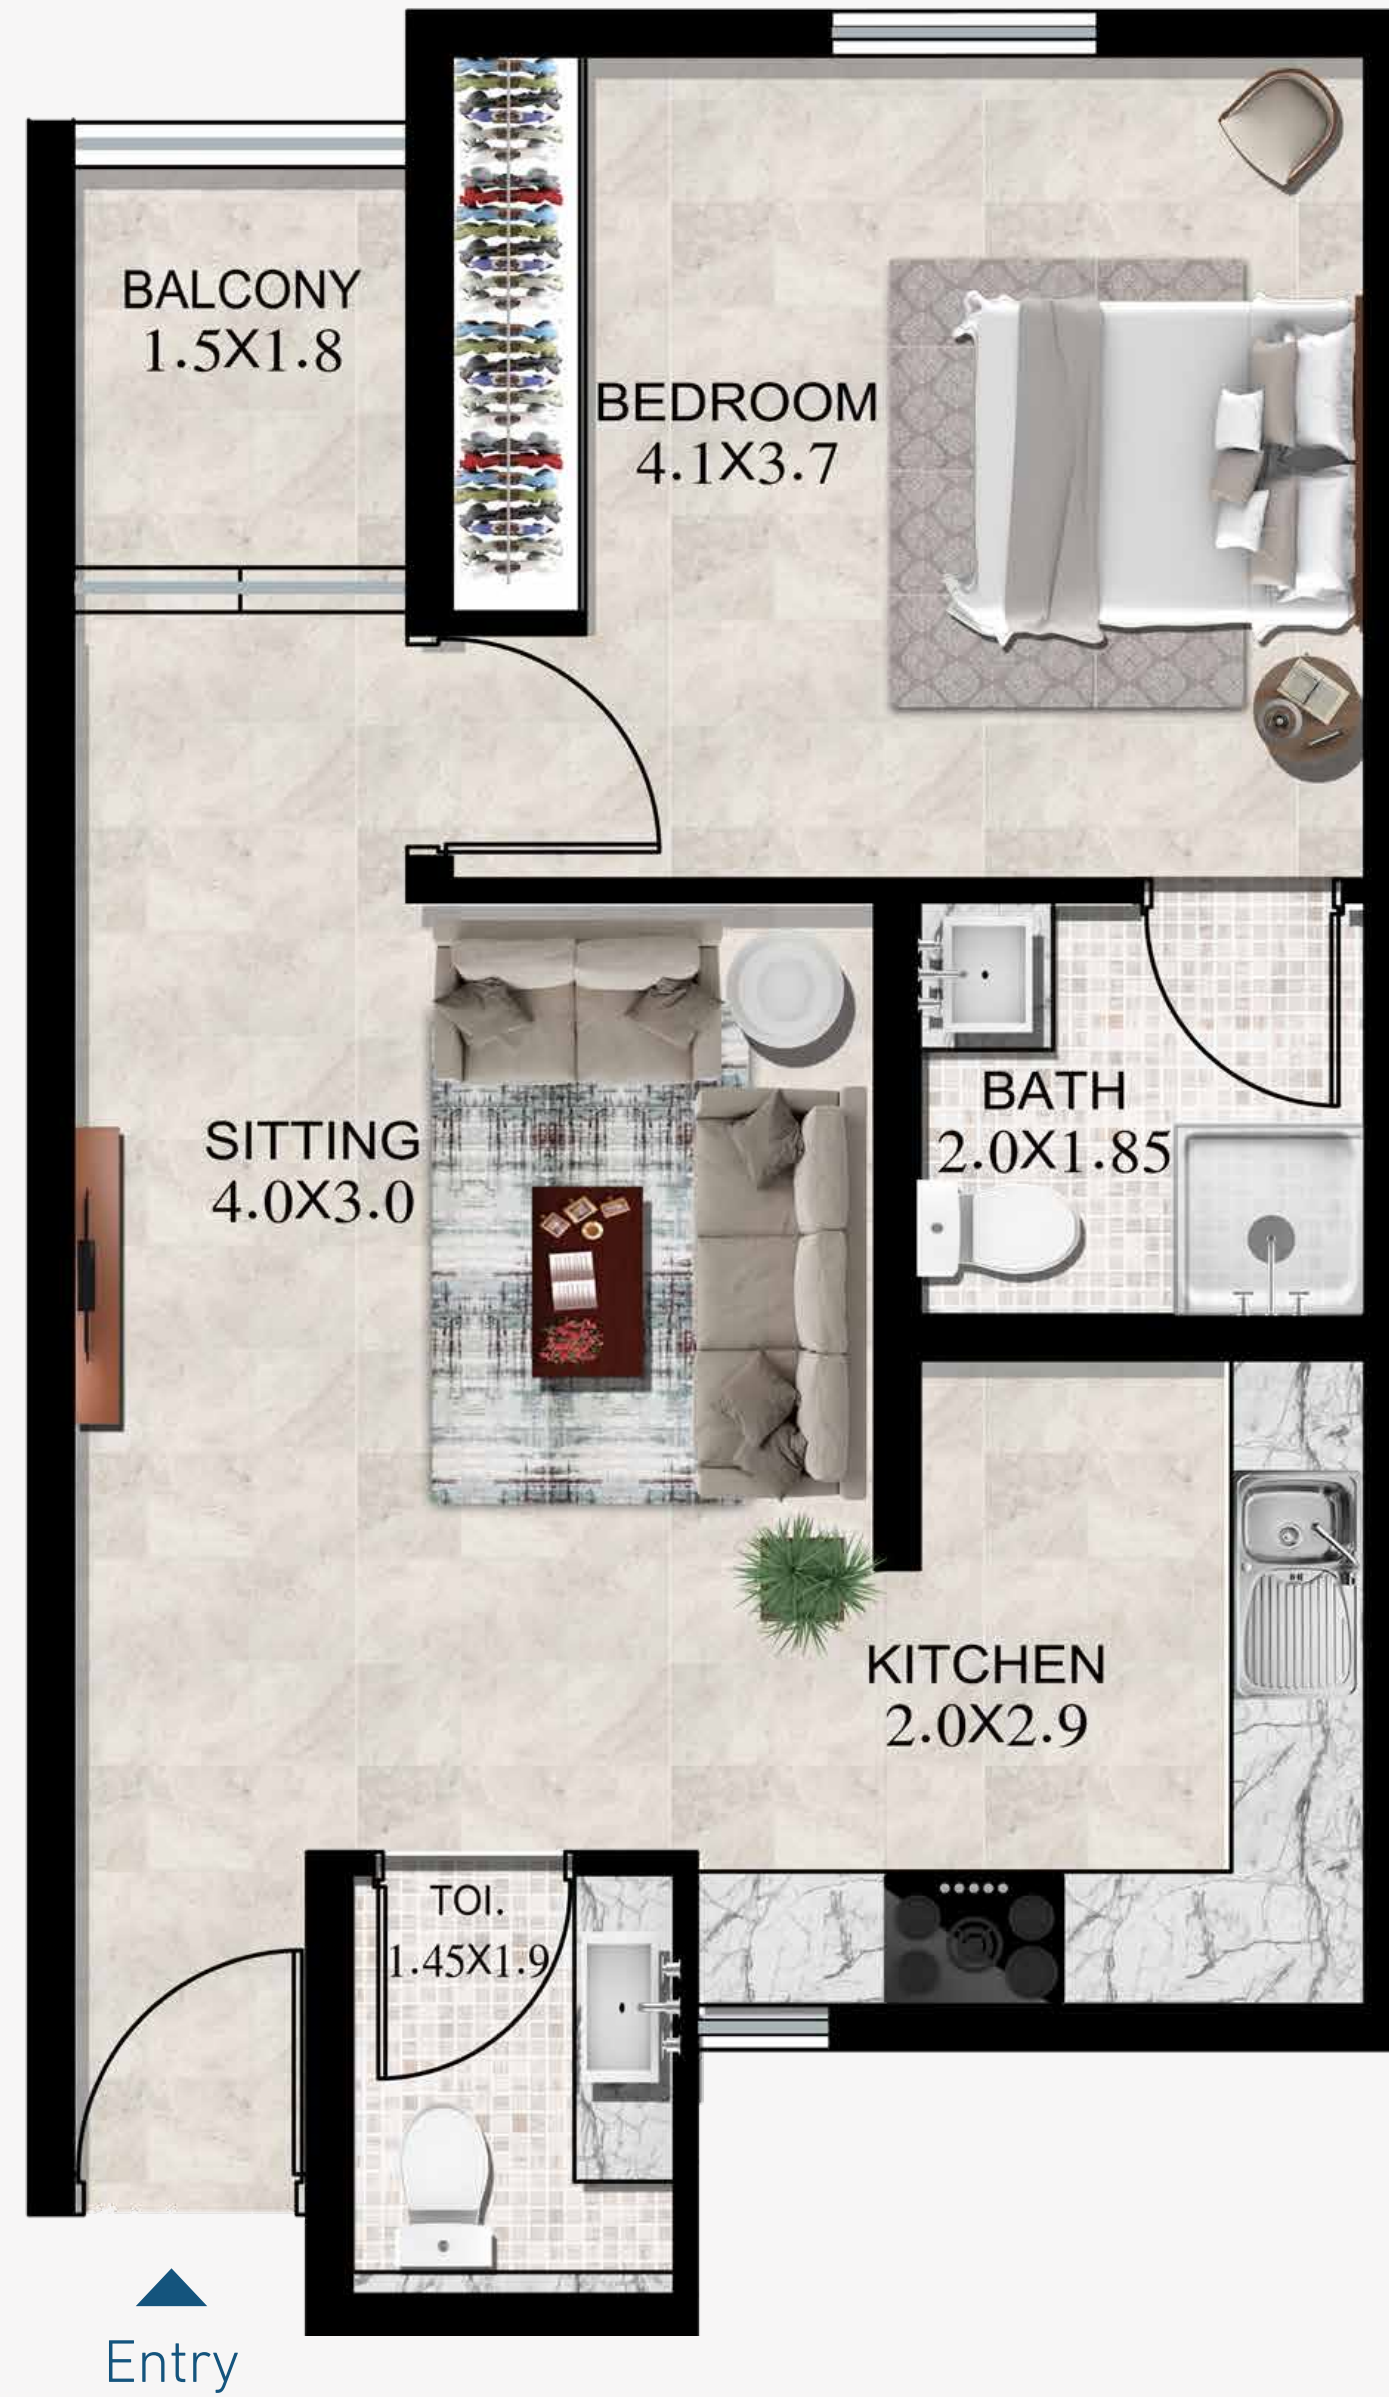 BALCONY
1.5X1.8
BEDROOM
4.1X3.7
SITTING
4.0X3.0
BATH
2.0X1.85
KITCHEN
2.0X2.9
TOI.
1.45X1.9
Entry